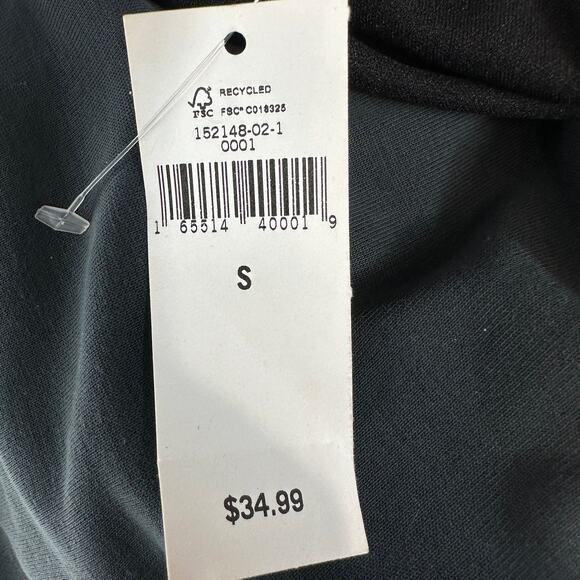 RECYCLED
FSC
FSC® C018325
152148-02-1
0001
1 65514 40001 9
S
$34.99